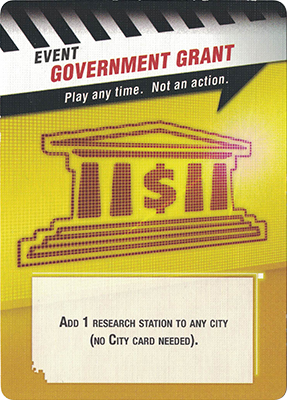 EVENT
GOVERNMENT GRANT
Play any time. Not an action.
$
ADD 1 RESEARCH STATION TO ANY CITY
(NO CITY CARD NEEDED).